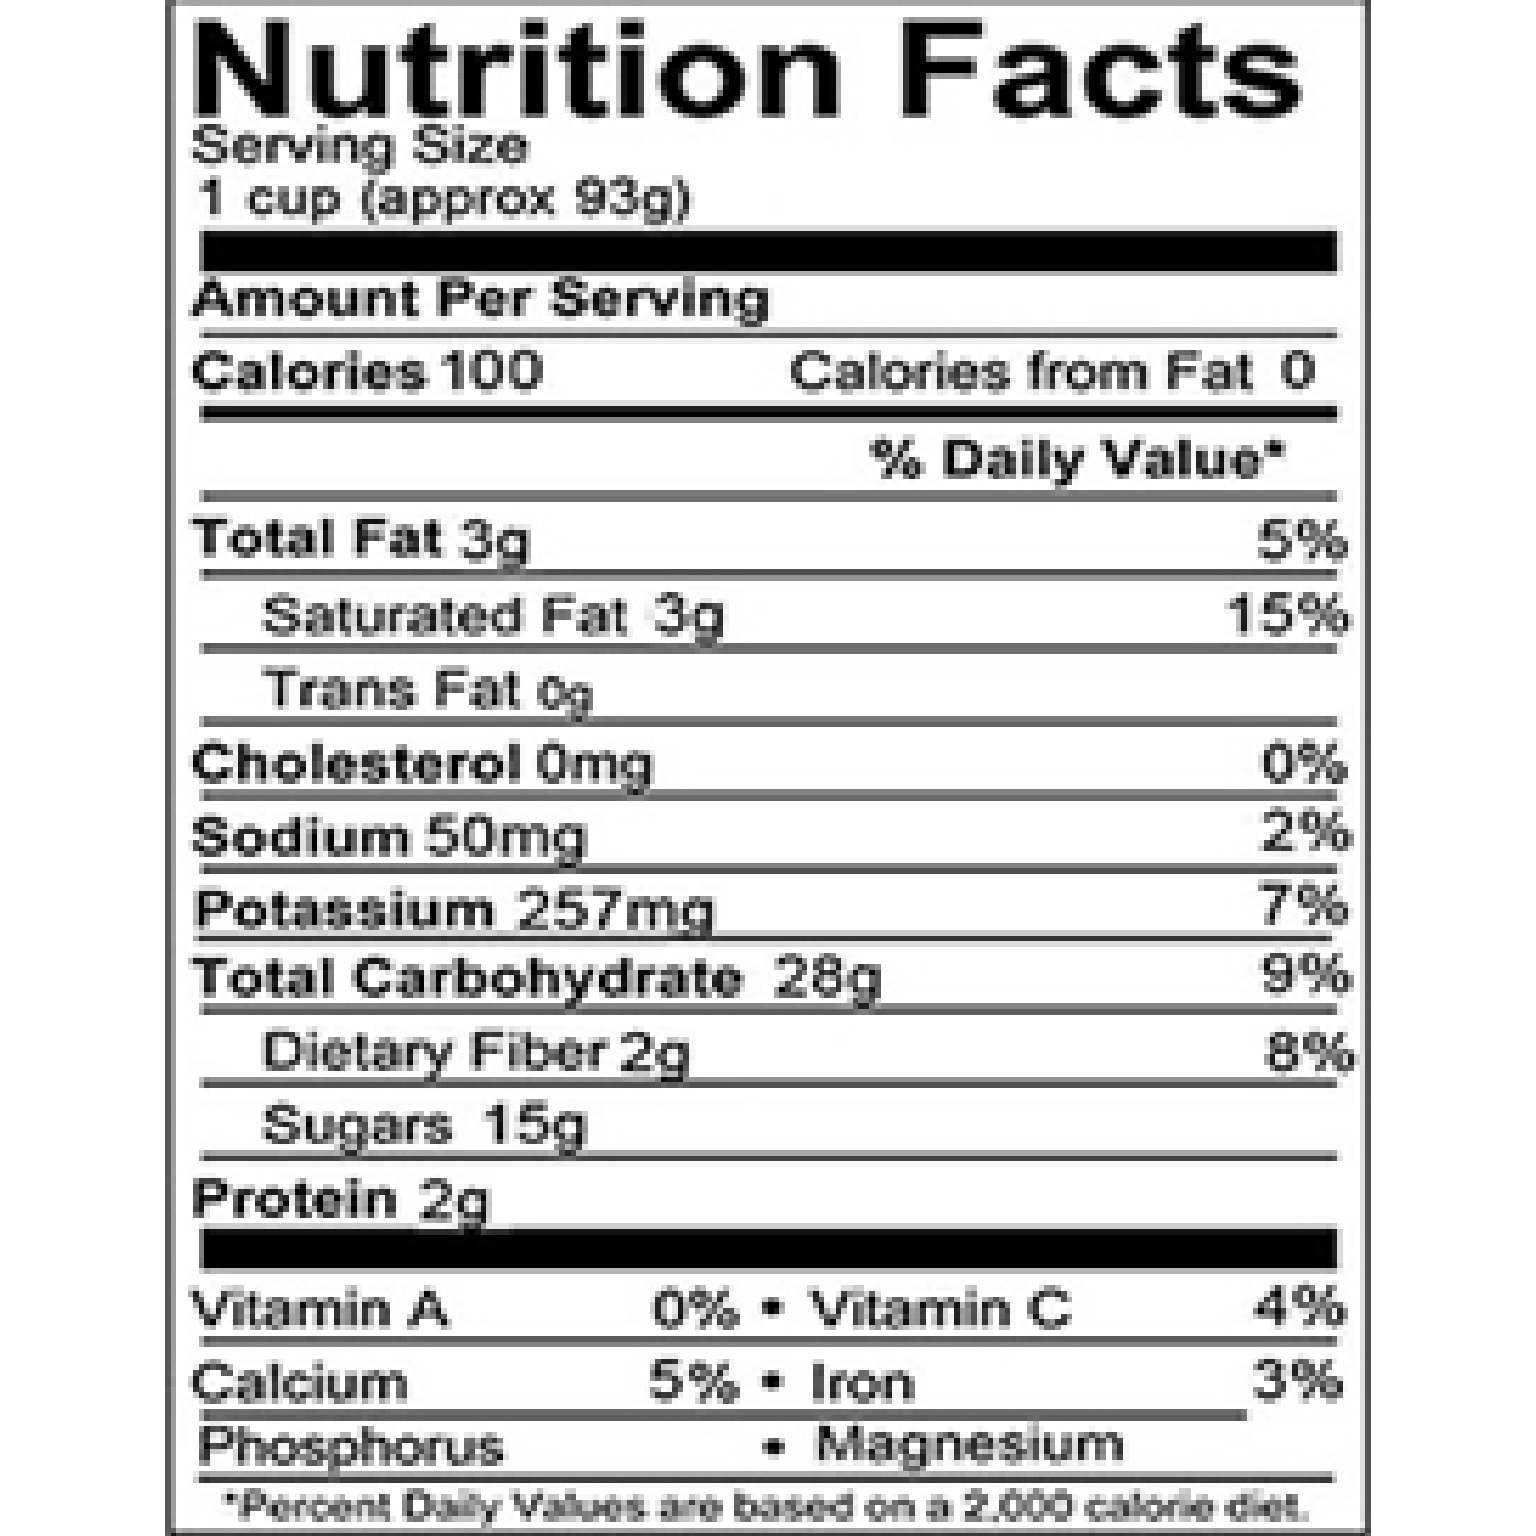 Nutrition Facts
Serving Size
1 cup (approx 93g)
Amount Per Serving
Calories 100 Calories from Fat 0
% Daily Value*
Total Fat 3g 5%
Saturated Fat 3g 15%
Trans Fat 0g
Cholesterol 0mg 0%
Sodium 50mg 2%
Potassium 257mg 7%
Total Carbohydrate 28g 9%
Dietary Fiber 2g 8%
Sugars 15g
Protein 2g
Vitamin A 0% • Vitamin C 4%
Calcium 5% • Iron 3%
Phosphorus • Magnesium
*Percent Daily Values are based on a 2,000 calorie diet.